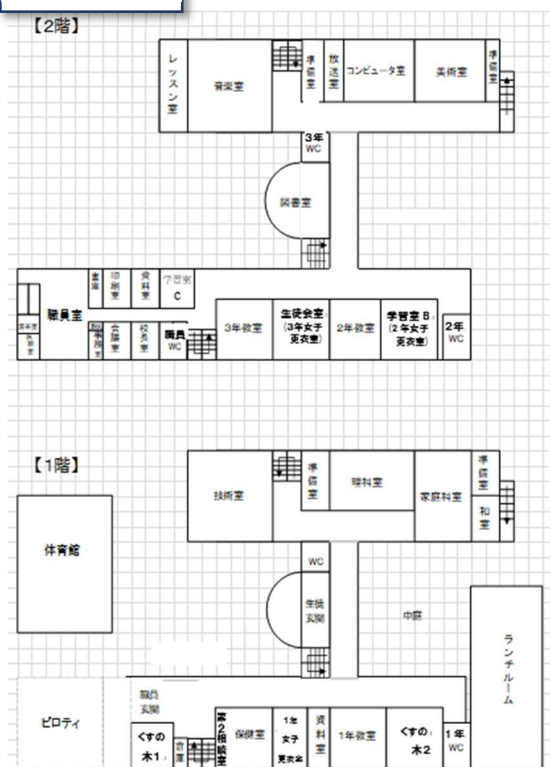 【2階】
レッスン室
音楽室
準備室
放送室
コンピュータ室
美術室
準備室
3年
WC
図書室
職員室
倉庫
印刷室
資料室
学習室
C
会議室
校長室
職員
WC
3年教室
生徒会室
(3年女子
更衣室)
2年教室
学習室 B
(2年女子
更衣室)
2年
WC
【1階】
体育館
技術室
準備室
理科室
家庭科室
準備室
和室
WC
生徒
玄関
中庭
ランチルーム
ピロティ
職員
玄関
くすの
木1
倉庫
第2相談室
保健室
1年
女子
更衣室
資料室
1年教室
くすの
木2
1年
WC